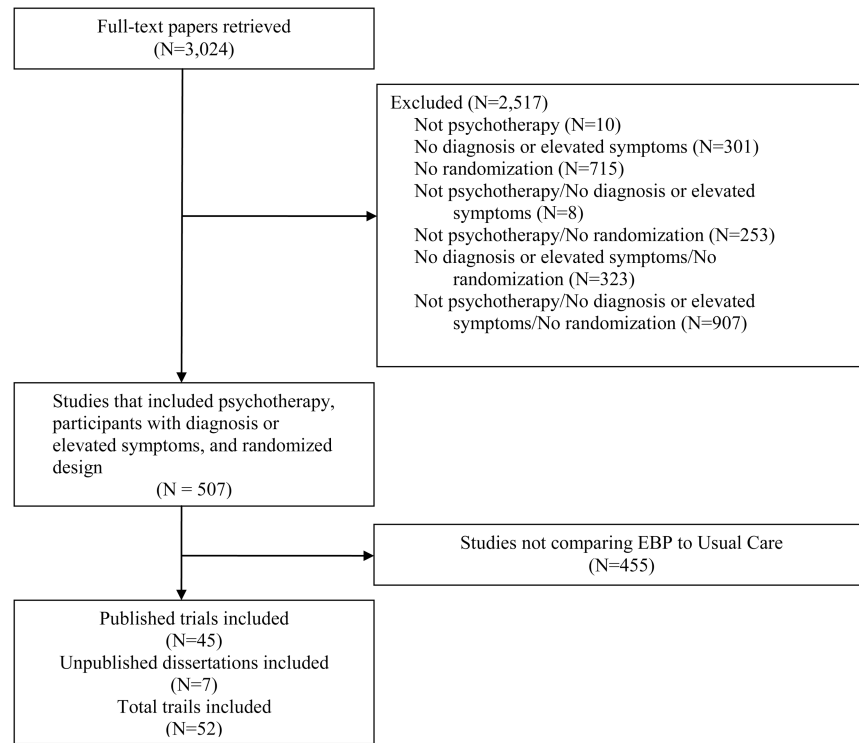 Full-text papers retrieved
(N=3,024)
Excluded (N=2,517)
Not psychotherapy (N=10)
No diagnosis or elevated symptoms (N=301)
No randomization (N=715)
Not psychotherapy/No diagnosis or elevated
symptoms (N=8)
Not psychotherapy/No randomization (N=253)
No diagnosis or elevated symptoms/No
randomization (N=323)
Not psychotherapy/No diagnosis or elevated
symptoms/No randomization (N=907)
Studies that included psychotherapy,
participants with diagnosis or
elevated symptoms, and randomized
design
(N = 507)
Studies not comparing EBP to Usual Care
(N=455)
Published trials included
(N=45)
Unpublished dissertations included
(N=7)
Total trails included
(N=52)